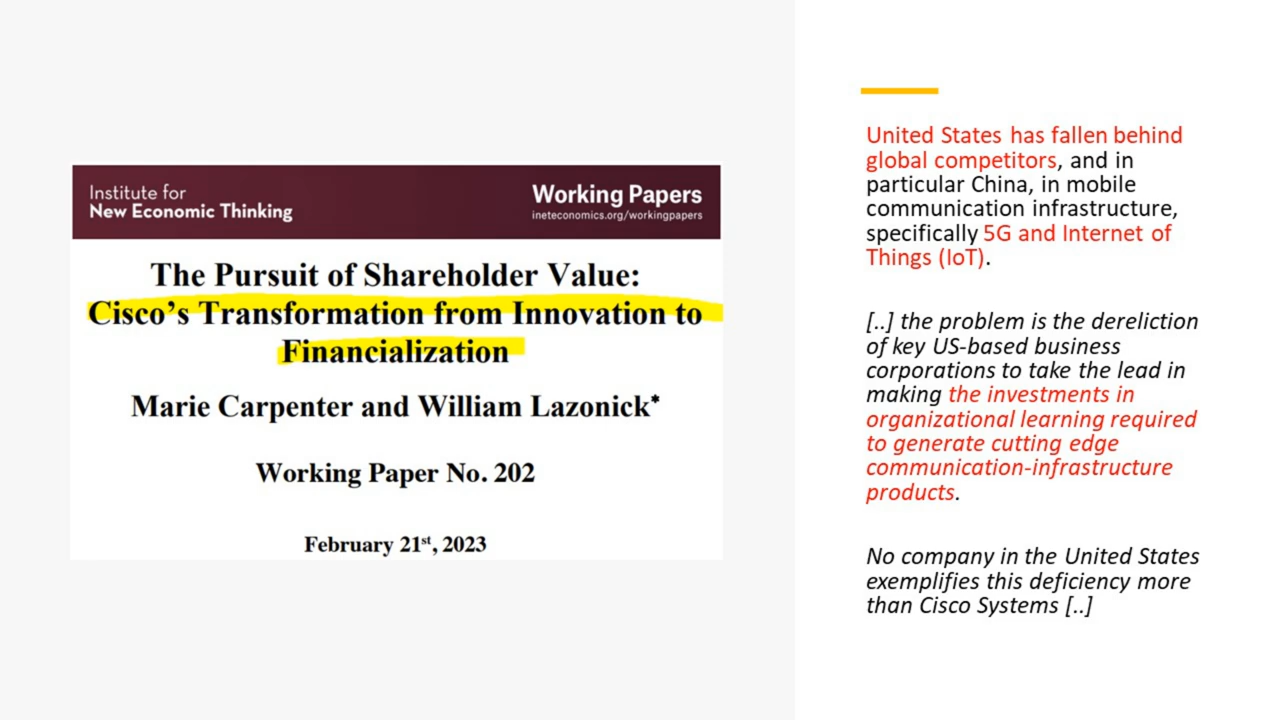 Institute for
New Economic Thinking
Working Papers
ineteconomics.org/workingpapers
The Pursuit of Shareholder Value:
Cisco's Transformation from Innovation to
Financialization
Marie Carpenter and William Lazonick*
Working Paper No. 202
February 21st, 2023
United States has fallen behind
global competitors, and in
particular China, in mobile
communication infrastructure,
specifically 5G and Internet of
Things (IoT).
[..] the problem is the dereliction
of key US-based business
corporations to take the lead in
making the investments in
organizational learning required
to generate cutting edge
communication-infrastructure
products.
No company in the United States
exemplifies this deficiency more
than Cisco Systems [..]